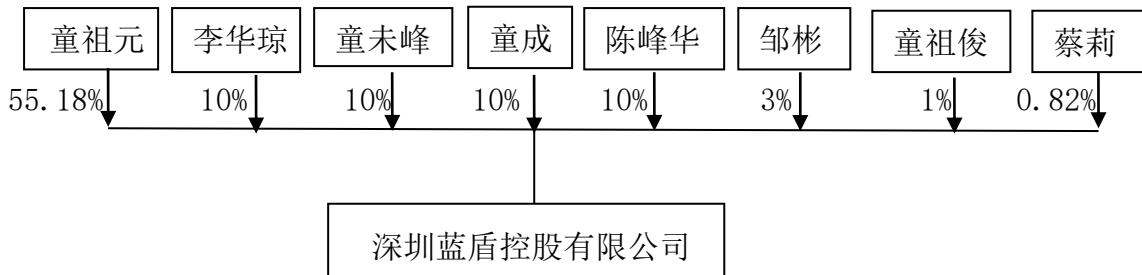 童祖元 李华琼 童未峰 童成 陈峰华 邹彬 童祖俊 蔡莉
55.18% 10% 10% 10% 10% 3% 1% 0.82%
深圳蓝盾控股有限公司